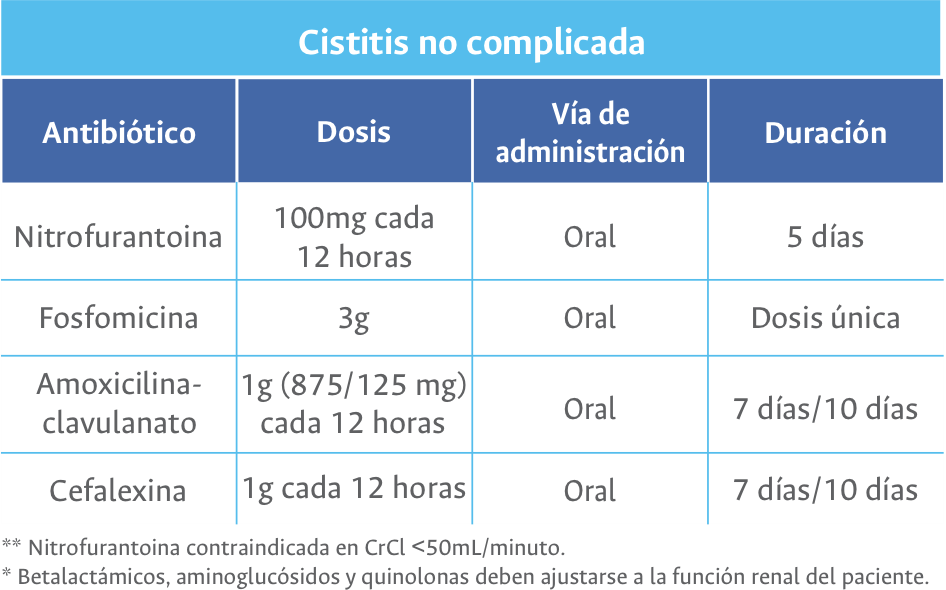 Cistitis no complicada
Antibiótico
Dosis
Vía de
administración
Duración
Nitrofurantoina
100mg cada
12 horas
Oral
5 días
Fosfomicina
3g
Oral
Dosis única
Amoxicilina-
clavulanato
1g (875/125 mg)
cada 12 horas
Oral
7 días/10 días
Cefalexina
1g cada 12 horas
Oral
7 días/10 días
** Nitrofurantoina contraindicada en CrCl <50mL/minuto.
* Betalactámicos, aminoglucósidos y quinolonas deben ajustarse a la función renal del paciente.